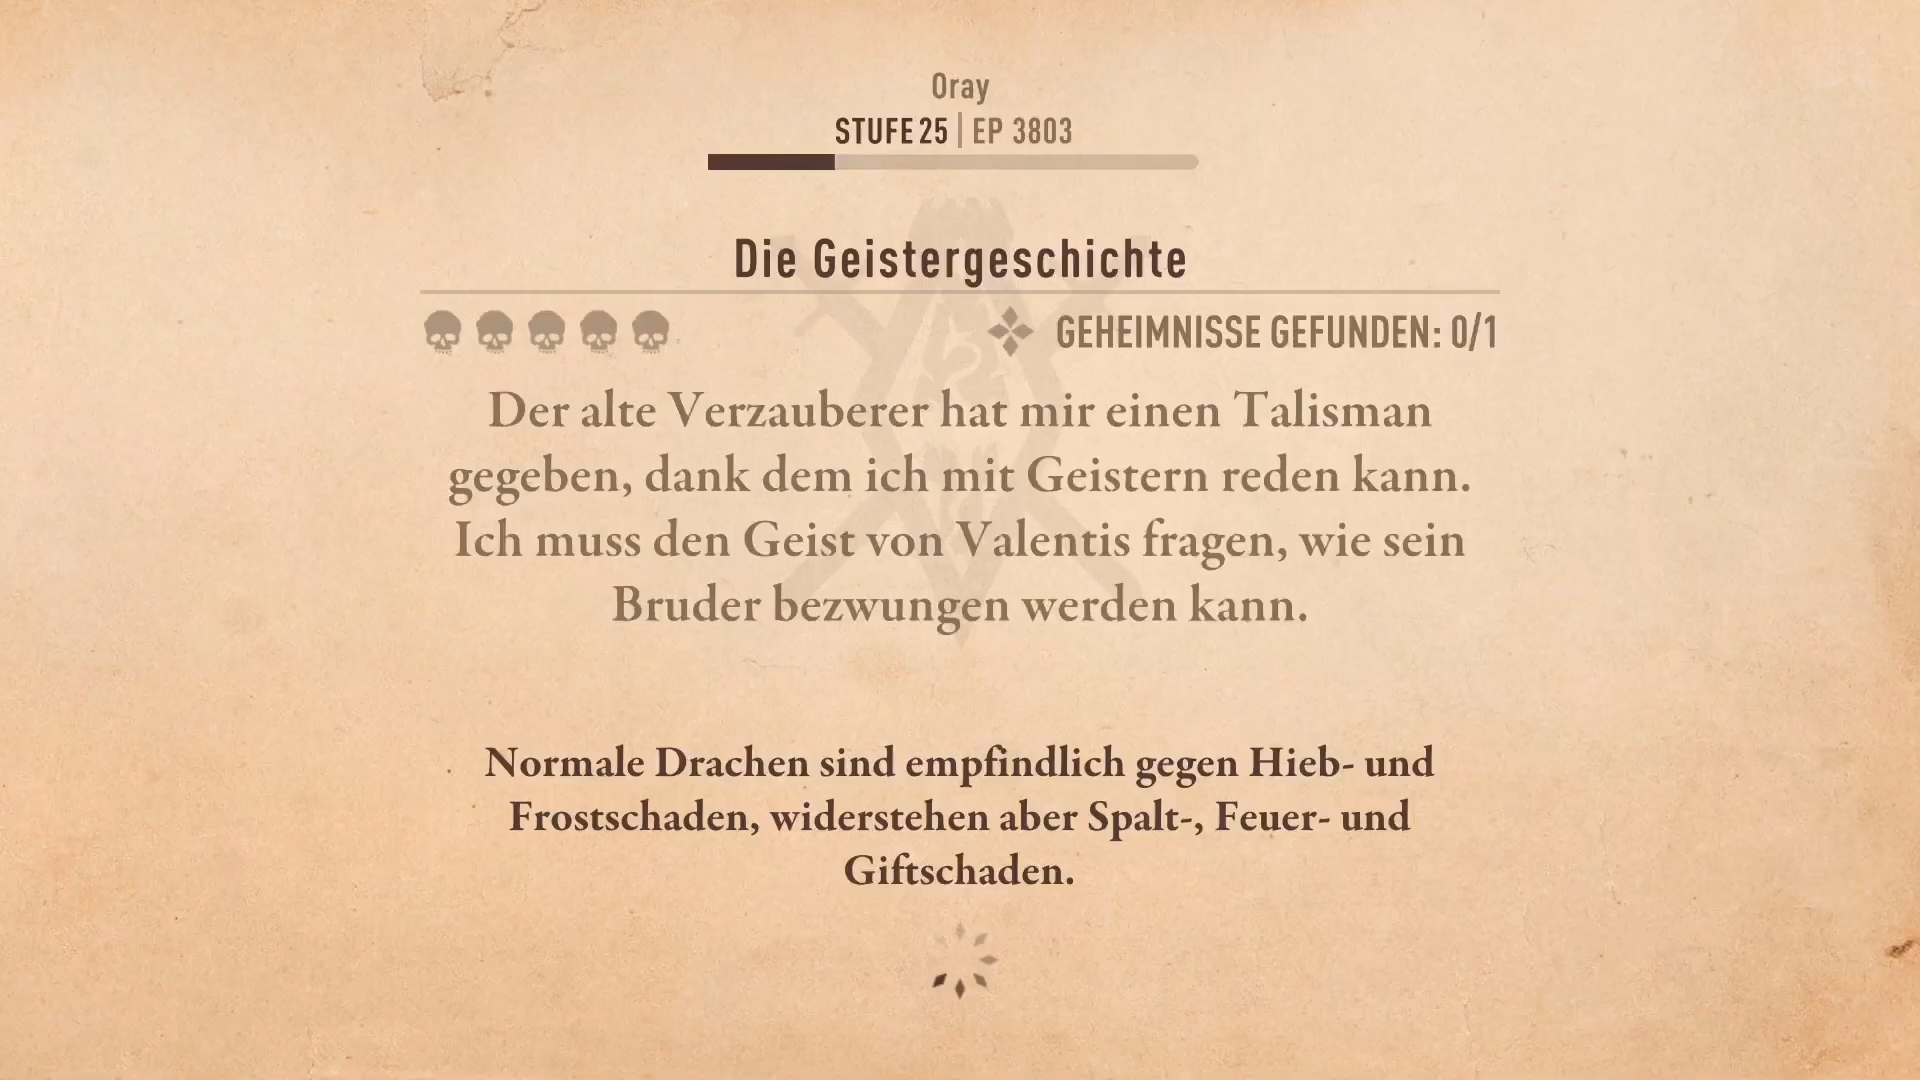 Oray
STUFE 25 | EP 3803
Die Geistergeschichte
GEHEIMNISSE GEFUNDEN: 0/1
Der alte Verzauberer hat mir einen Talisman
gegeben, dank dem ich mit Geistern reden kann.
Ich muss den Geist von Valentis fragen, wie sein
Bruder bezwungen werden kann.
Normale Drachen sind empfindlich gegen Hieb- und
Frostschaden, widerstehen aber Spalt-, Feuer- und
Giftschaden.